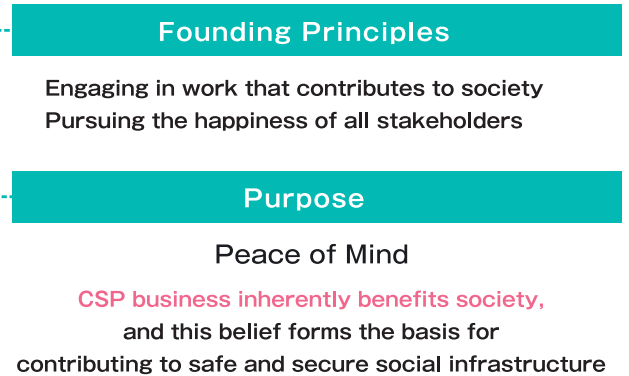 Founding Principles
Engaging in work that contributes to society
Pursuing the happiness of all stakeholders
Purpose
Peace of Mind
CSP business inherently benefits society,
and this belief forms the basis for
contributing to safe and secure social infrastructure